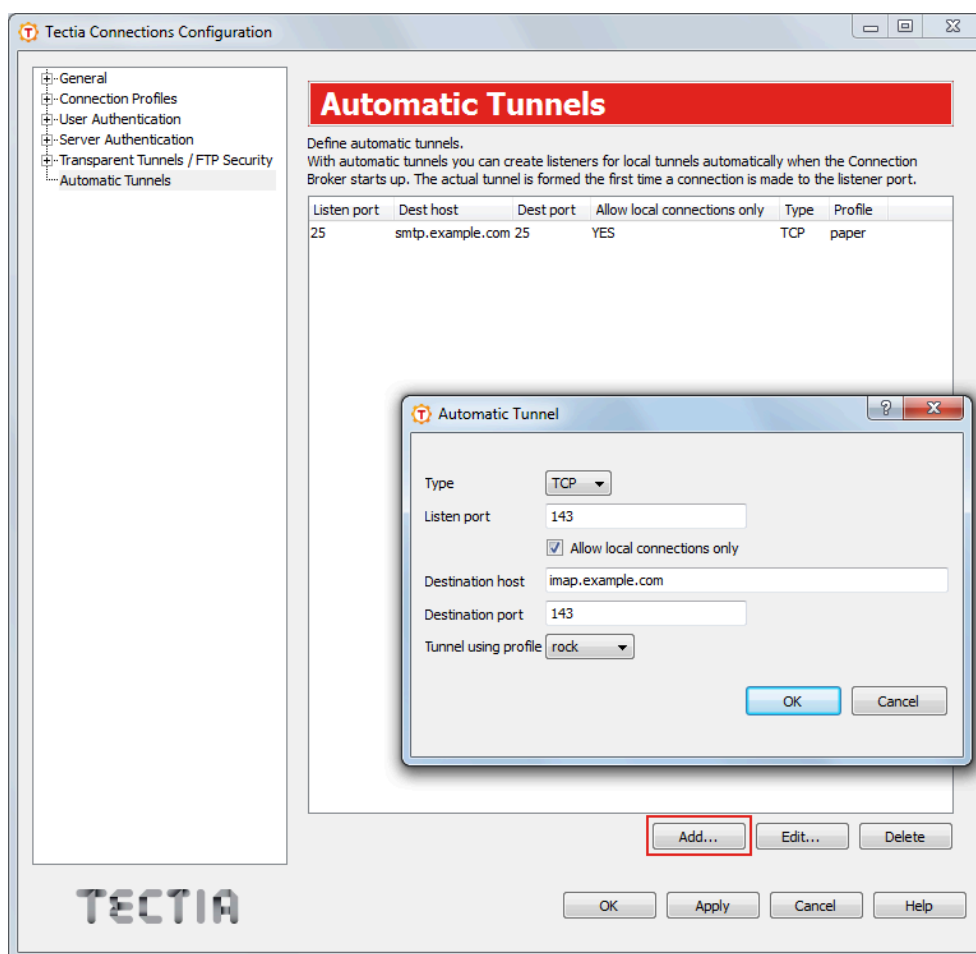 Tectia Connections Configuration
General
Connection Profiles
User Authentication
Server Authentication
Transparent Tunnels / FTP Security
Automatic Tunnels
Automatic Tunnels
Define automatic tunnels.
With automatic tunnels you can create listeners for local tunnels automatically when the Connection
Broker starts up. The actual tunnel is formed the first time a connection is made to the listener port.
Listen port Dest host Dest port Allow local connections only Type Profile
25 smtp.example.com 25 YES TCP paper
Automatic Tunnel
Type TCP
Listen port 143
Allow local connections only
Destination host imap.example.com
Destination port 143
Tunnel using profile rock
OK Cancel
Add... Edit... Delete
TECTIA
OK Apply Cancel Help